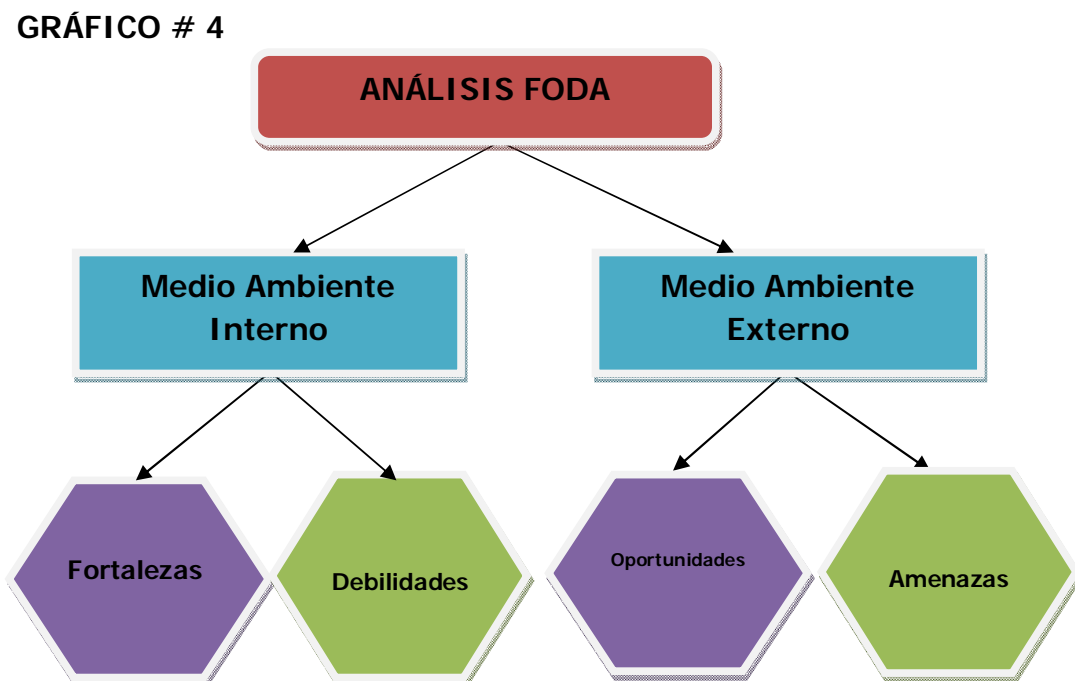 GRÁFICO # 4
ANÁLISIS FODA
Medio Ambiente
Interno
Medio Ambiente
Externo
Fortalezas
Debilidades
Oportunidades
Amenazas